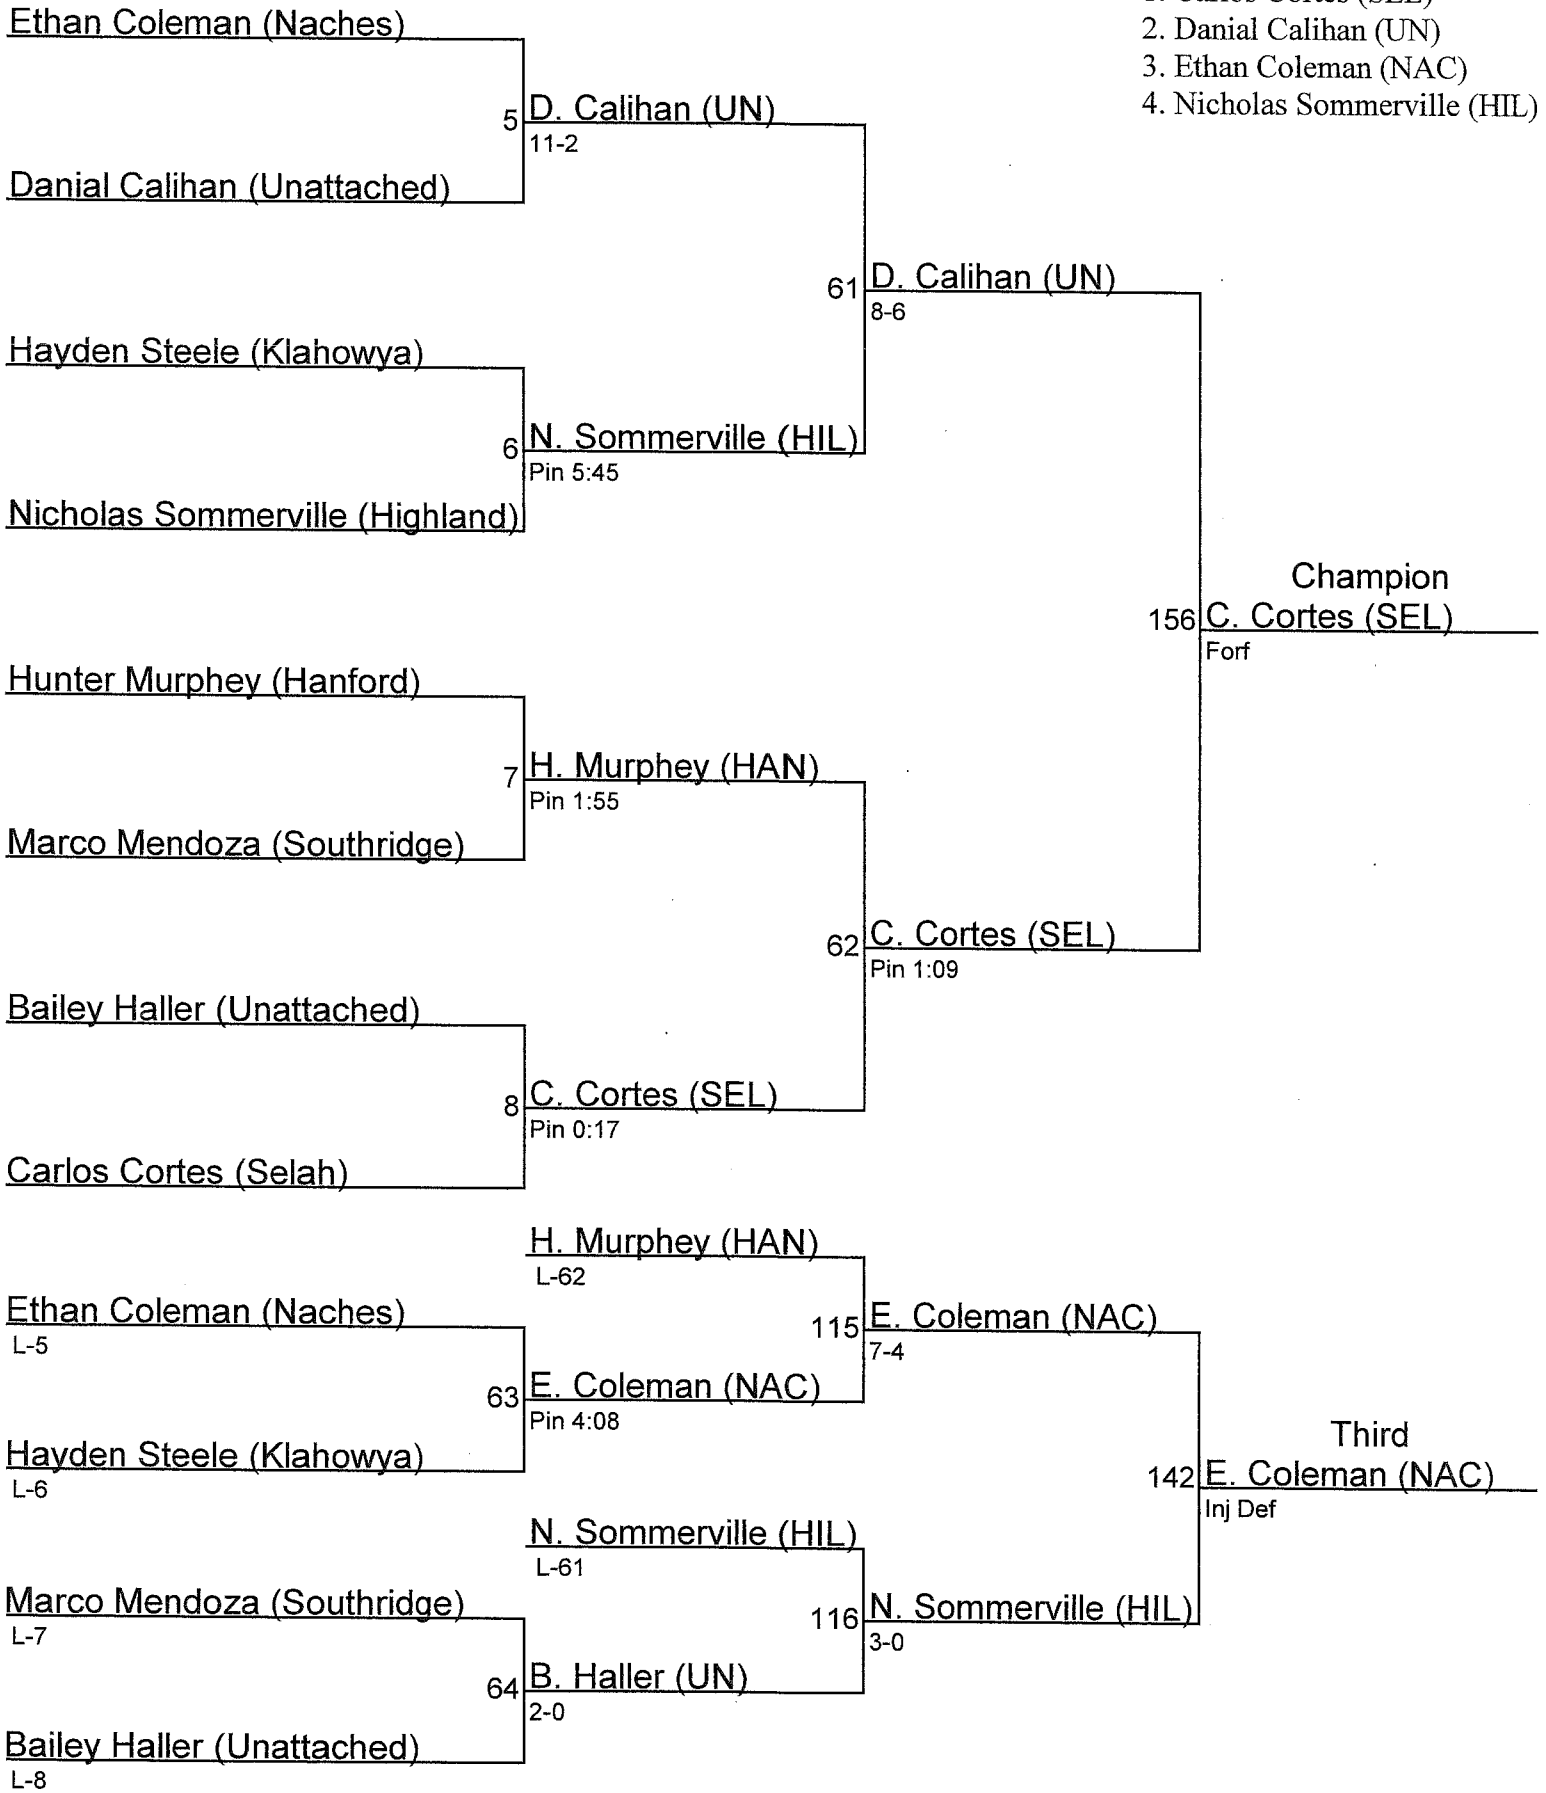 1. Carlos Cortes (SEL)
Ethan Coleman (Naches)
2. Danial Calihan (UN)
3. Ethan Coleman (NAC)
4. Nicholas Sommerville (HIL)
5 D. Calihan (UN)
11-2
Danial Calihan (Unattached)
61 D. Calihan (UN)
8-6
Hayden Steele (Klahowya)
6 N. Sommerville (HIL)
Pin 5:45
Nicholas Sommerville (Highland)
Champion
156 C. Cortes (SEL)
Forf
Hunter Murphey (Hanford)
7 H. Murphey (HAN)
Pin 1:55
Marco Mendoza (Southridge)
62 C. Cortes (SEL)
Pin 1:09
Bailey Haller (Unattached)
8 C. Cortes (SEL)
Pin 0:17
Carlos Cortes (Selah)
H. Murphey (HAN)
L-62
Ethan Coleman (Naches)
L-5
115 E. Coleman (NAC)
7-4
63 E. Coleman (NAC)
Pin 4:08
Hayden Steele (Klahowya)
L-6
Third
142 E. Coleman (NAC)
Inj Def
N. Sommerville (HIL)
L-61
Marco Mendoza (Southridge)
L-7
116 N. Sommerville (HIL)
3-0
64 B. Haller (UN)
2-0
Bailey Haller (Unattached)
L-8